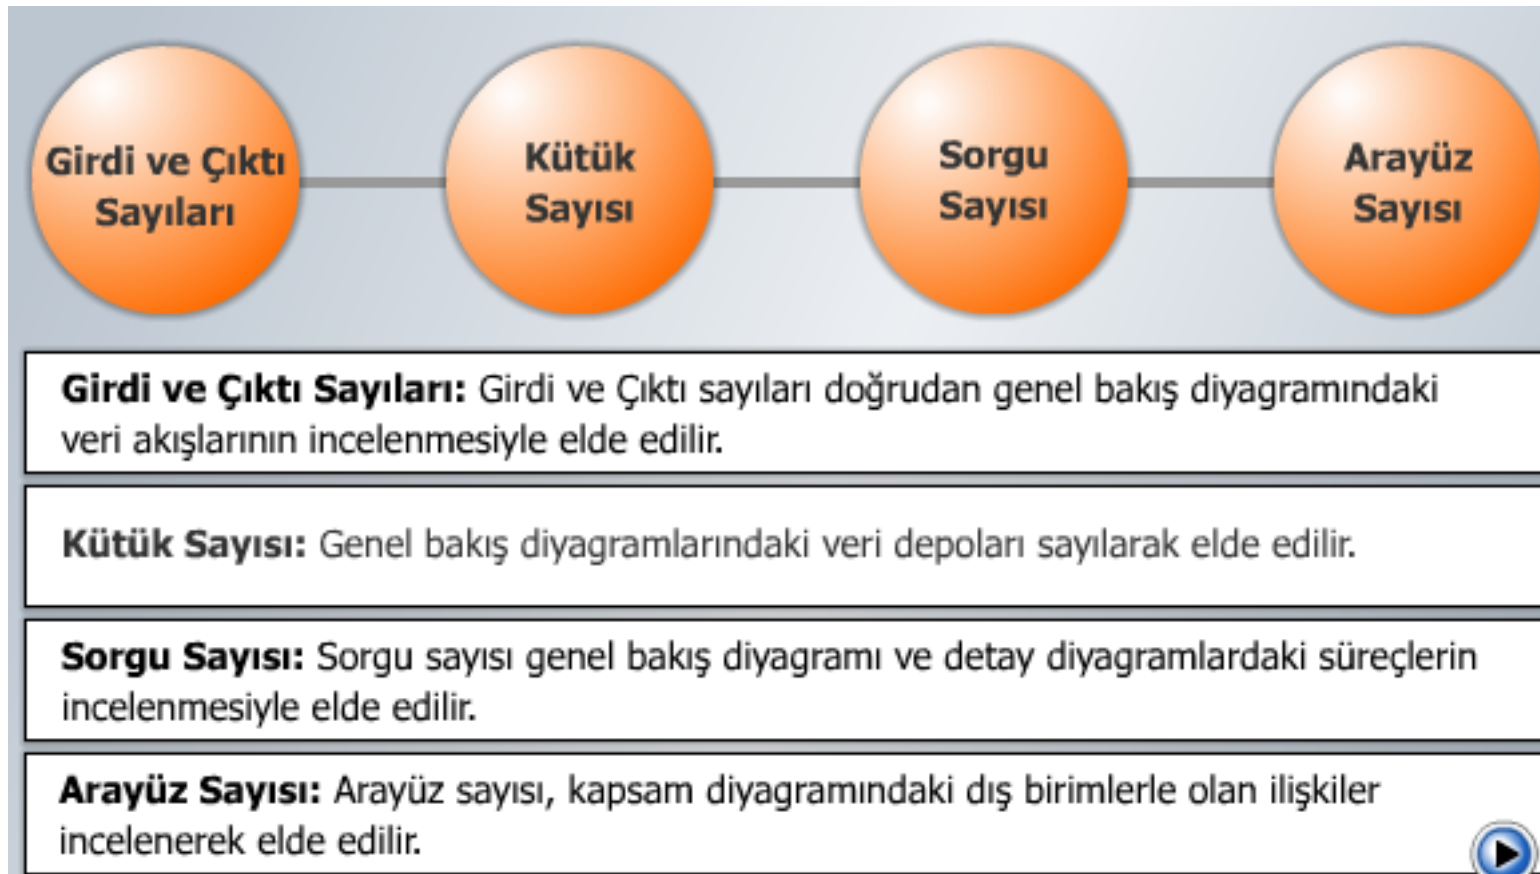 Girdi ve Çıktı
Sayıları
Kütük
Sayısı
Sorgu
Sayısı
Arayüz
Sayısı
Girdi ve Çıktı Sayıları: Girdi ve Çıktı sayıları doğrudan genel bakış diyagramındaki
veri akışlarının incelenmesiyle elde edilir.
Kütük Sayısı: Genel bakış diyagramlarındaki veri depoları sayılarak elde edilir.
Sorgu Sayısı: Sorgu sayısı genel bakış diyagramı ve detay diyagramlardaki süreçlerin
incelenmesiyle elde edilir.
Arayüz Sayısı: Arayüz sayısı, kapsam diyagramındaki dış birimlerle olan ilişkiler
incelenerek elde edilir.